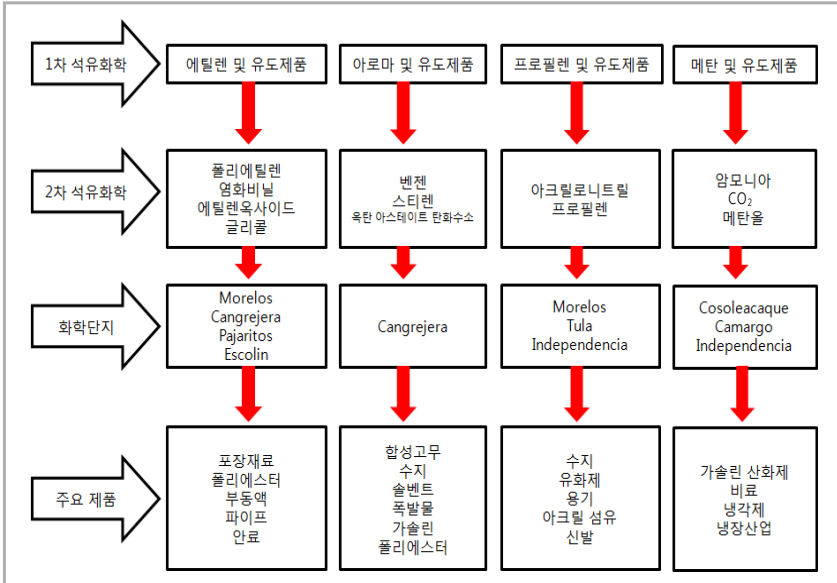 1차 석유화학
에틸렌 및 유도제품
아로마 및 유도제품
프로필렌 및 유도제품
메탄 및 유도제품
2차 석유화학
폴리에틸렌
염화비닐
에틸렌옥사이드
글리콜
벤젠
스티렌
옥탄 아스테이트 탄화수소
아크릴로니트릴
프로필렌
암모니아
CO₂
메탄올
화학단지
Morelos
Cangrejera
Pajaritos
Escolin
Cangrejera
Morelos
Tula
Independencia
Cosoleacaque
Camargo
Independencia
주요 제품
포장재료
폴리에스터
부동액
파이프
안료
합성고무
수지
솔벤트
폭발물
가솔린
폴리에스터
수지
유화제
용기
아크릴 섬유
신발
가솔린 산화제
비료
냉각제
냉장산업